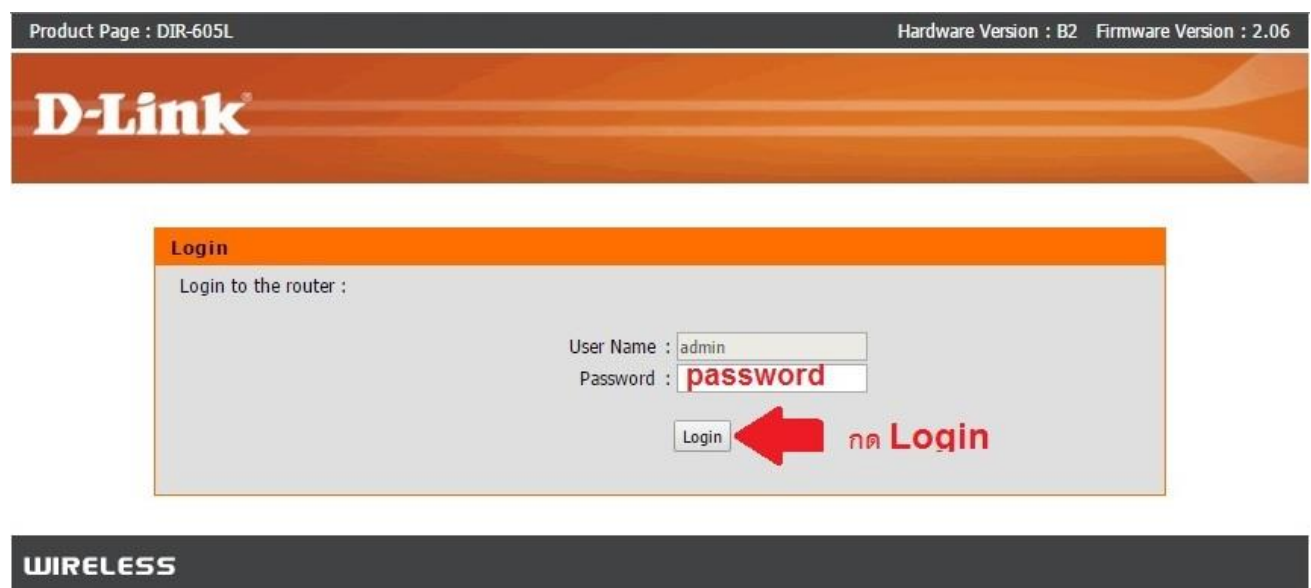 Product Page : DIR-605L Hardware Version : B2 Firmware Version : 2.06
D-Link
Login
Login to the router :
User Name : admin
Password : password
Login กด Login
WIRELESS